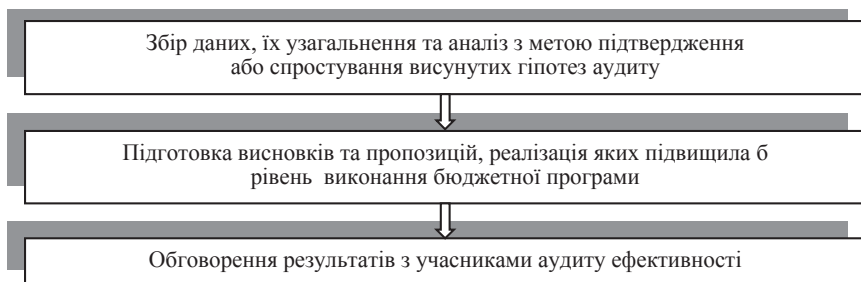 Збір даних, їх узагальнення та аналіз з метою підтвердження
або спростування висунутих гіпотез аудиту
Підготовка висновків та пропозицій, реалізація яких підвищила б
рівень виконання бюджетної програми
Обговорення результатів з учасниками аудиту ефективності